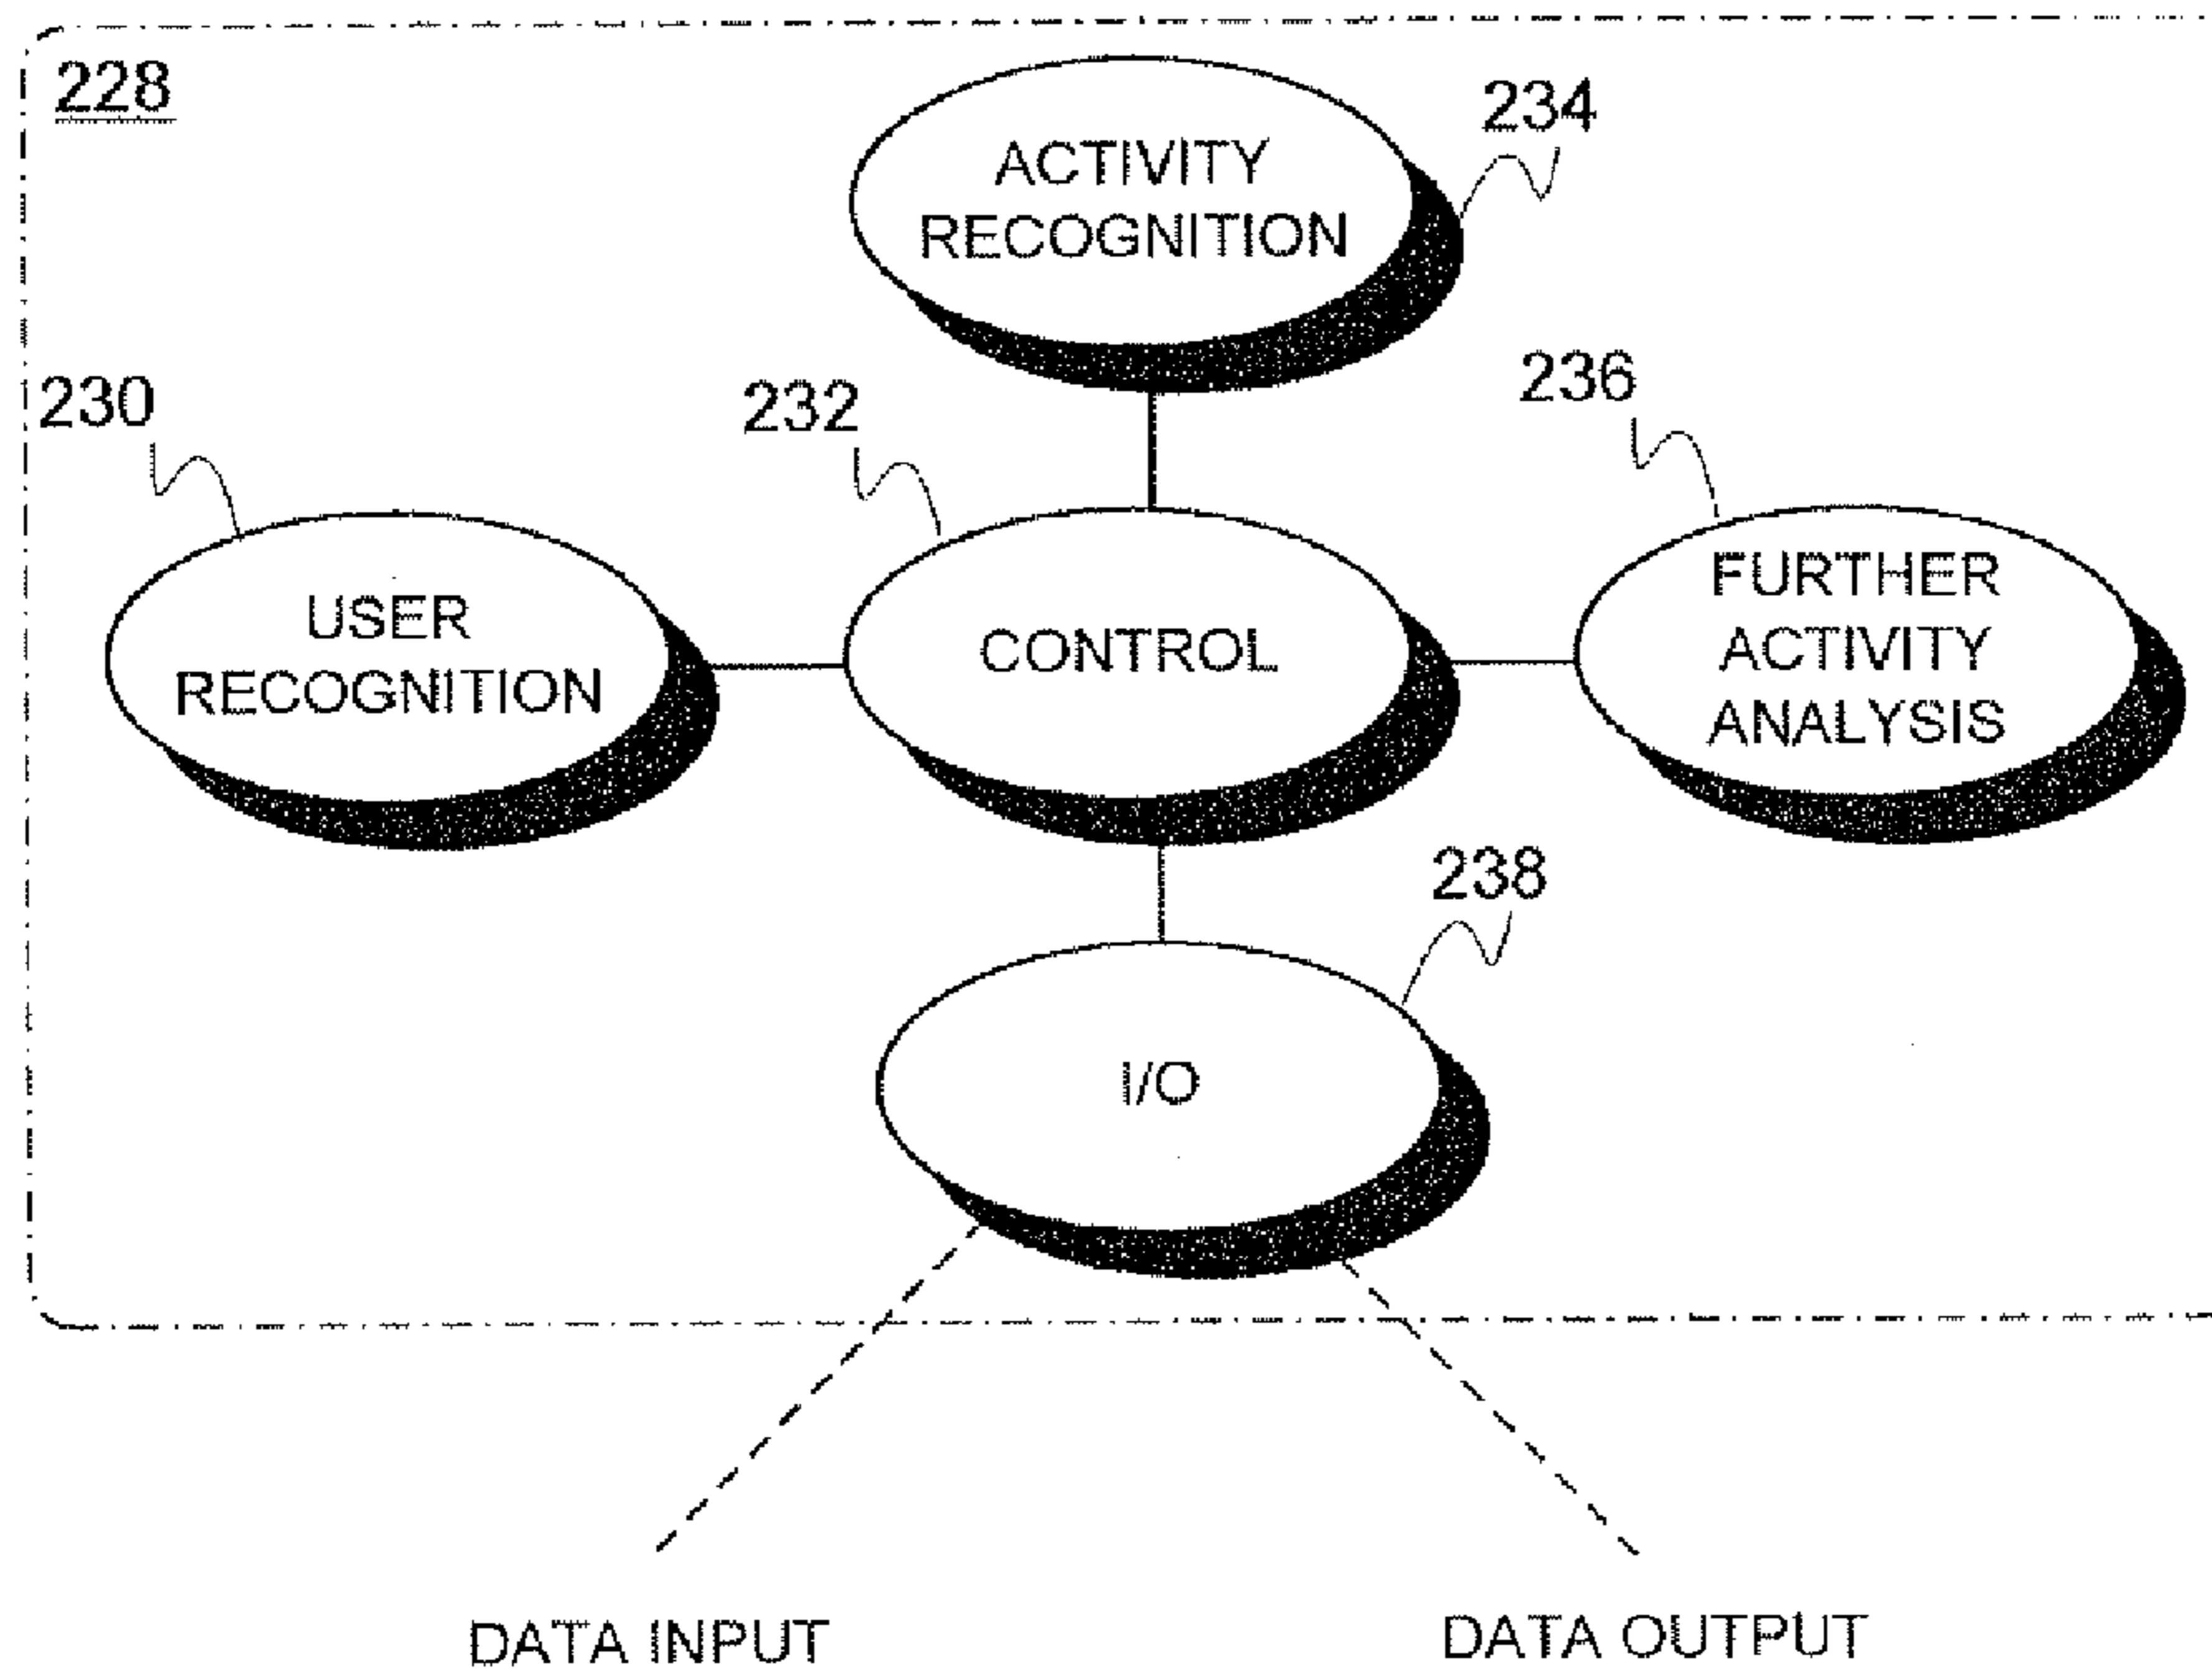 228
234
ACTIVITY
RECOGNITION
230
232
236
USER
RECOGNITION
CONTROL
FURTHER
ACTIVITY
ANALYSIS
238
I/O
DATA INPUT
DATA OUTPUT